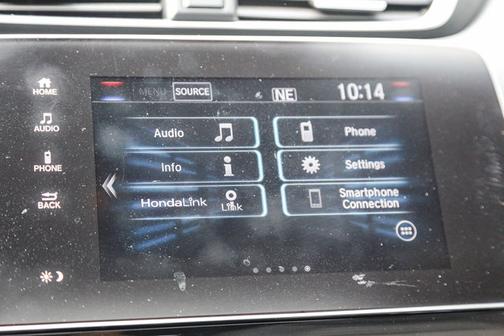 HOME
AUDIO
PHONE
BACK
MENU SOURCE NE 10:14
Audio
Phone
Info
Settings
HondaLink Link
Smartphone
Connection